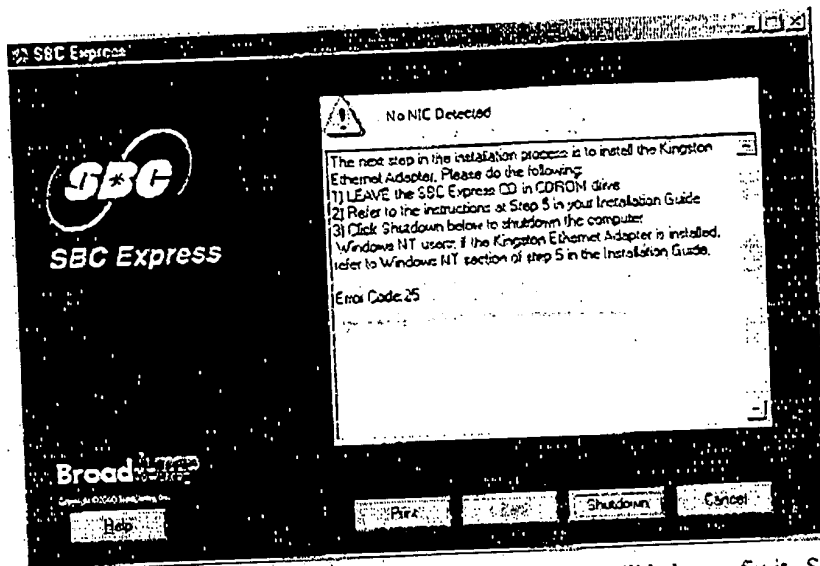 SBC Express
No NIC Detected
The next step in the installation process is to install the Kingston
Ethernet Adapter. Please do the following:
1] LEAVE the SBC Express CD in CDROM drive
2] Refer to the instructions at Step 5 in your Installation Guide
3] Click Shutdown below to shutdown the computer
Windows NT users, if the Kingston Ethernet Adapter is installed,
refer to Windows NT section of step 5 in the Installation Guide.
Error Code:25
SBC
SBC Express
Broad
Help
Print
Shutdown
Cancel